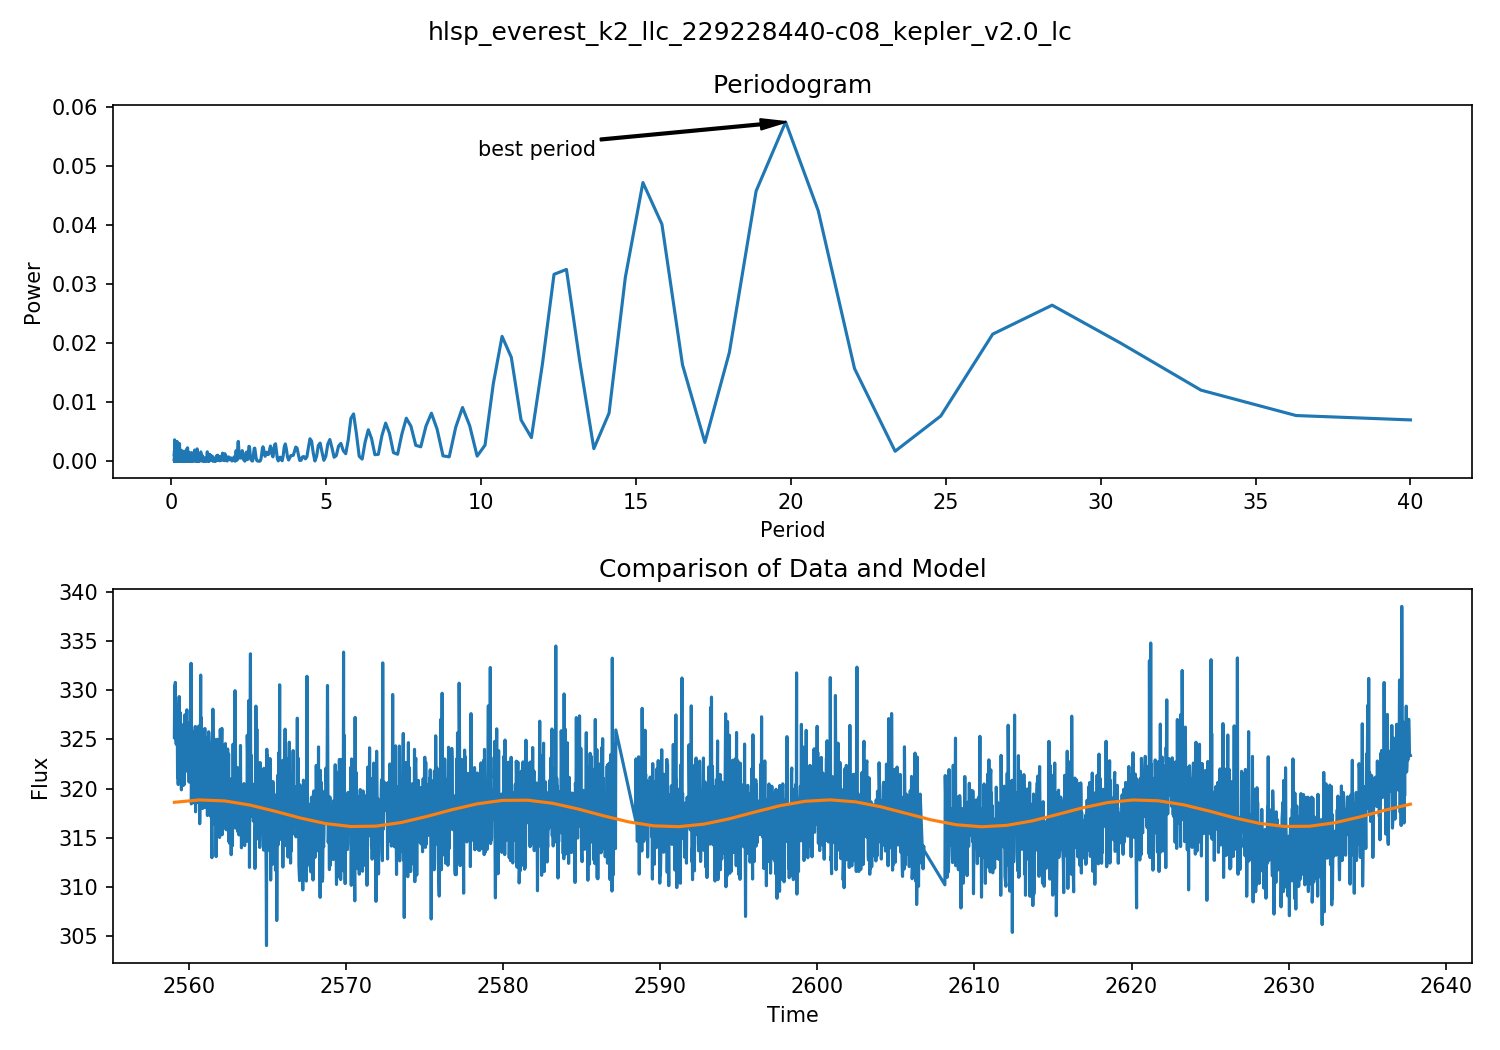 hlsp_everest_k2_llc_229228440-c08_kepler_v2.0_lc
Periodogram
0.06
0.05
0.04
0.03
0.02
0.01
0.00
Power
best period
0 5 10 15 20 25 30 35 40
Period
Comparison of Data and Model
340
335
330
325
320
315
310
305
Flux
2560 2570 2580 2590 2600 2610 2620 2630 2640
Time